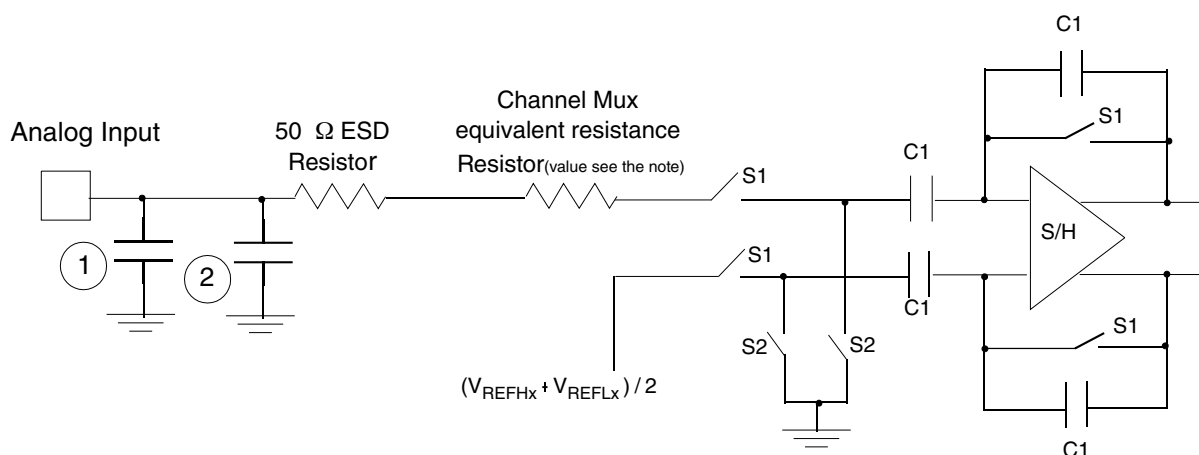 C1
Channel Mux
Analog Input
50 Ω ESD
equivalent resistance
S1
Resistor
Resistor(value see the note)
C1
S1
S/H
1
2
S1
C1
S2
S2
S1
(VREFHx + VREFLx) / 2
C1